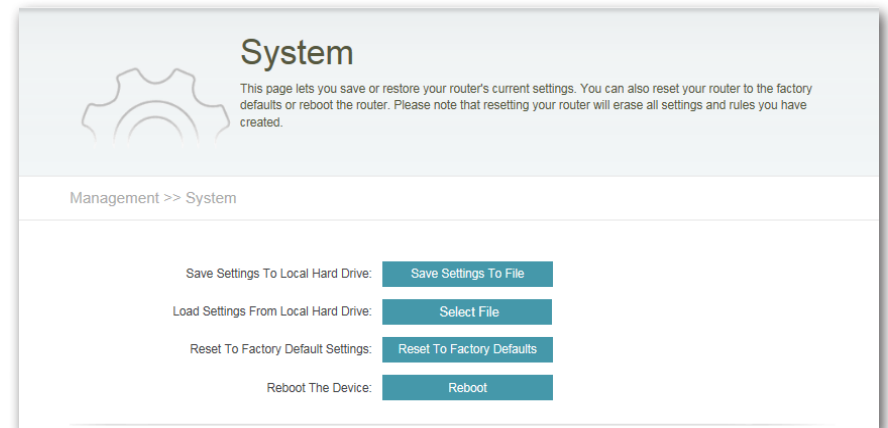 System
This page lets you save or restore your router's current settings. You can also reset your router to the factory
defaults or reboot the router. Please note that resetting your router will erase all settings and rules you have
created.
Management >> System
Save Settings To Local Hard Drive: Save Settings To File
Load Settings From Local Hard Drive: Select File
Reset To Factory Default Settings: Reset To Factory Defaults
Reboot The Device: Reboot